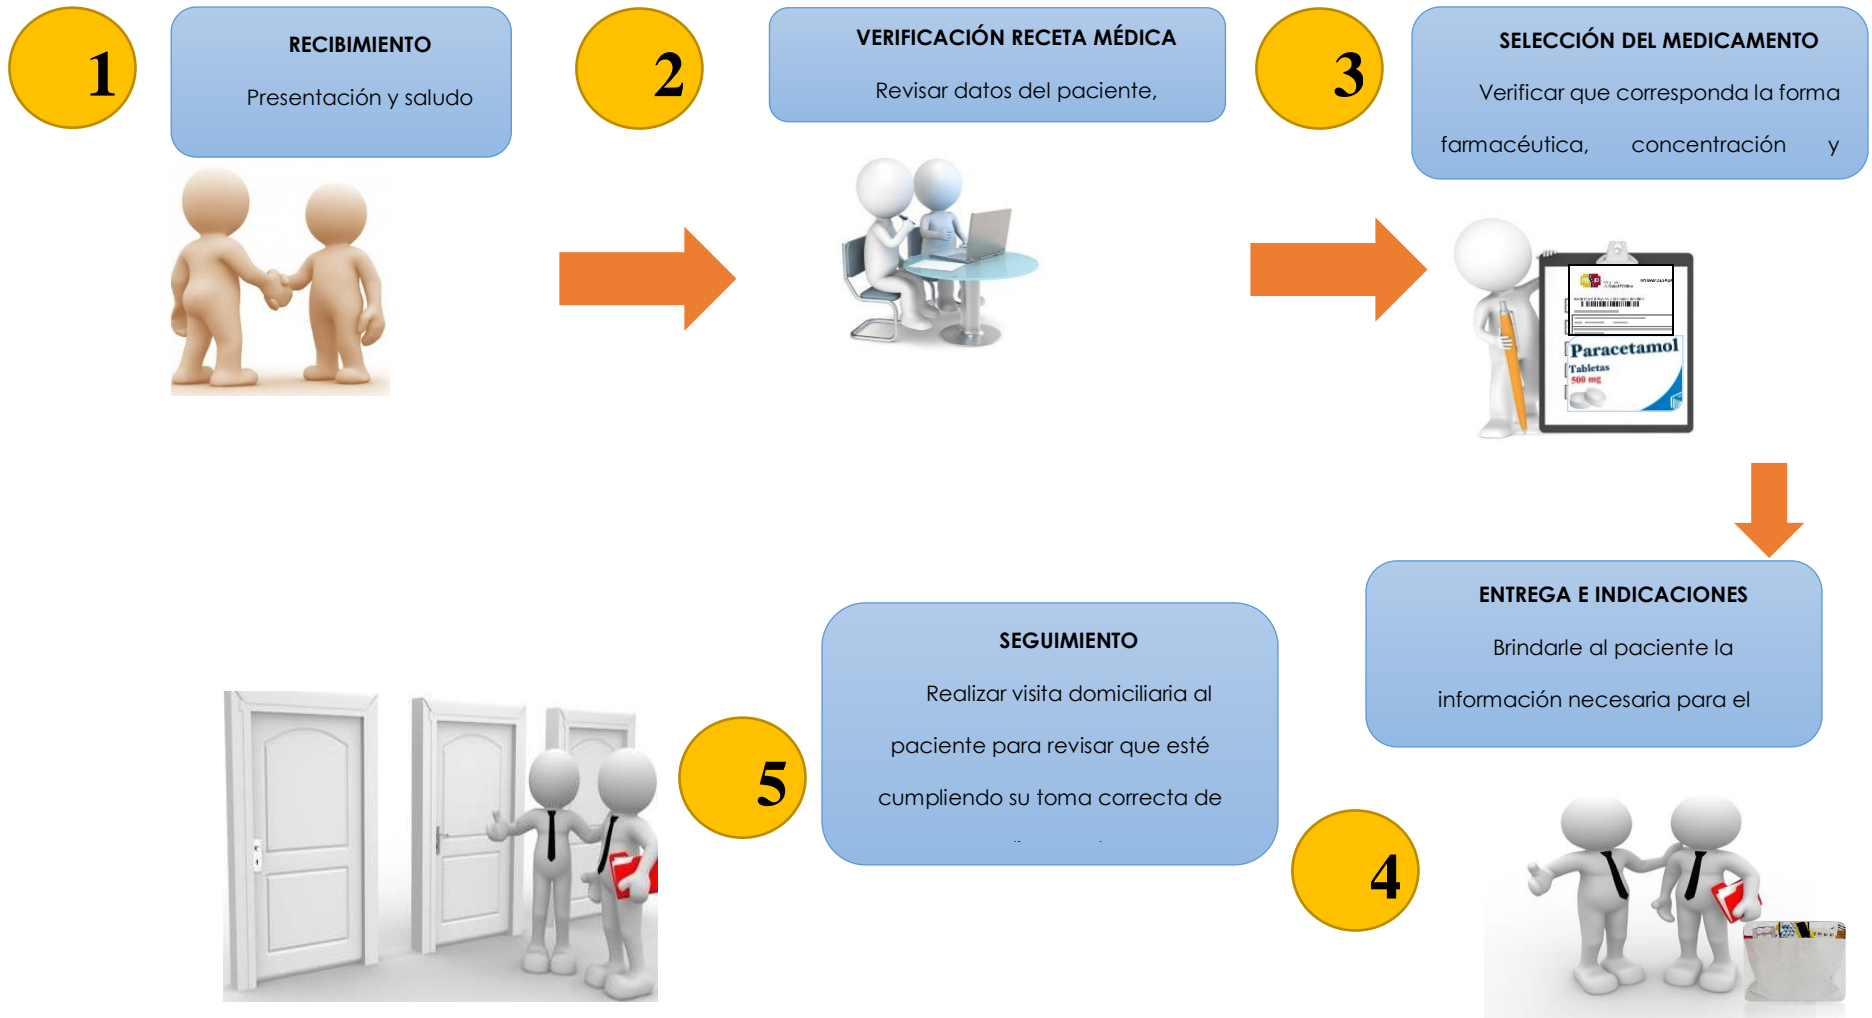 1
RECIBIMIENTO
Presentación y saludo
2
VERIFICACIÓN RECETA MÉDICA
Revisar datos del paciente,
3
SELECCIÓN DEL MEDICAMENTO
Verificar que corresponda la forma
farmacéutica, concentración y
Paracetamol
Tabletas
500 mg
ENTREGA E INDICACIONES
Brindarle al paciente la
información necesaria para el
4
SEGUIMIENTO
Realizar visita domiciliaria al
paciente para revisar que esté
cumpliendo su toma correcta de
5